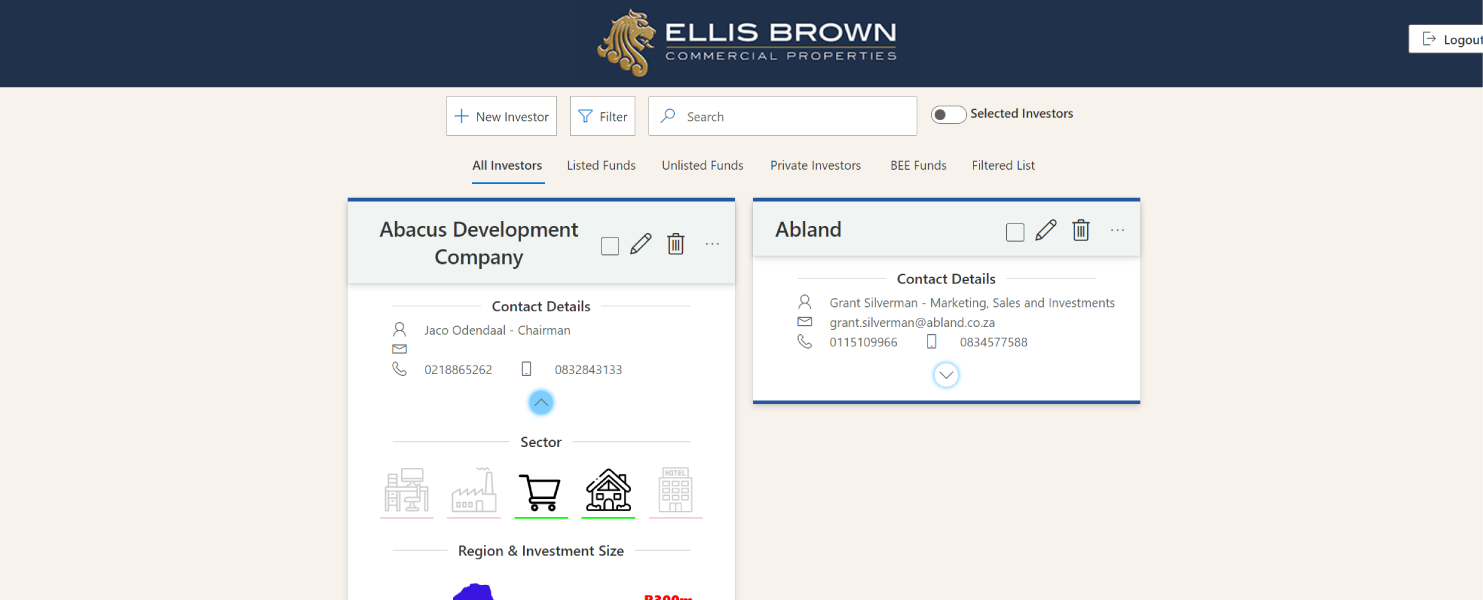 ELLIS BROWN
COMMERCIAL PROPERTIES
Logout
New Investor
Filter
Search
Selected Investors
All Investors
Listed Funds
Unlisted Funds
Private Investors
BEE Funds
Filtered List
Abacus Development
Company
...
Contact Details
Jaco Odendaal - Chairman
0218865262
0832843133
Sector
HOTEL
Region & Investment Size
Abland
...
Contact Details
Grant Silverman - Marketing, Sales and Investments
grant.silverman@abland.co.za
0115109966
0834577588